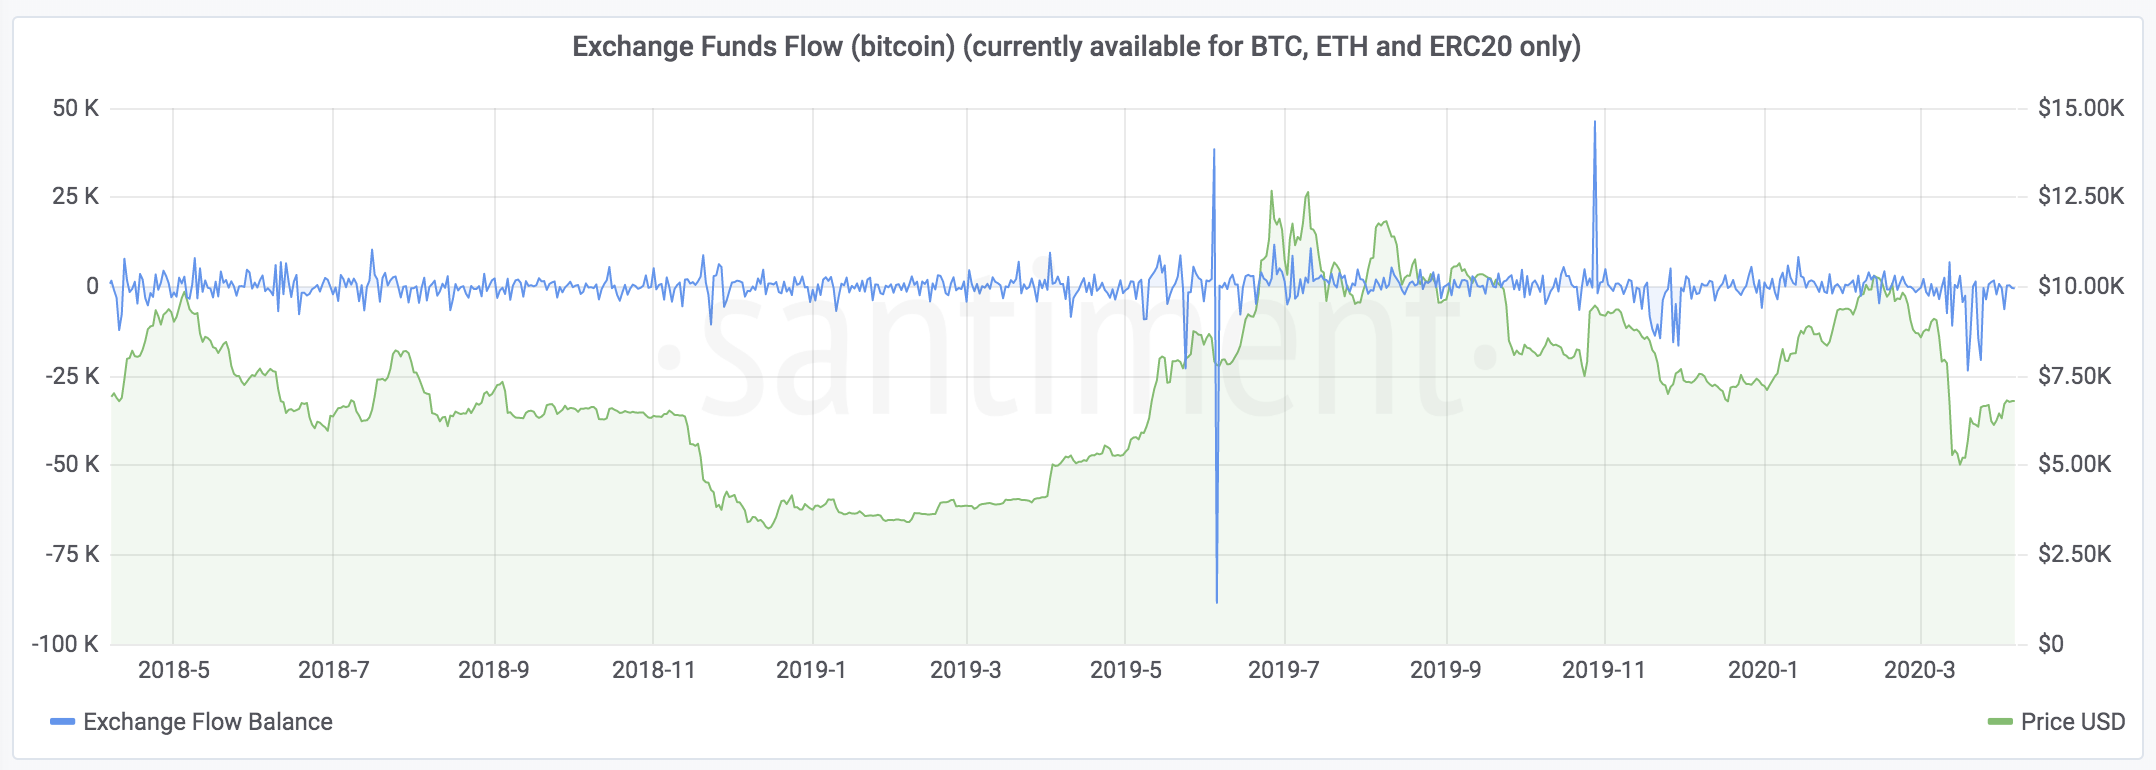 Exchange Funds Flow (bitcoin) (currently available for BTC, ETH and ERC20 only)
50 K
25 K
0
-25 K
-50 K
-75 K
-100 K
$15.00K
$12.50K
$10.00K
$7.50K
$5.00K
$2.50K
$0
·santiment·
2018-5 2018-7 2018-9 2018-11 2019-1 2019-3 2019-5 2019-7 2019-9 2019-11 2020-1 2020-3
Exchange Flow Balance
Price USD